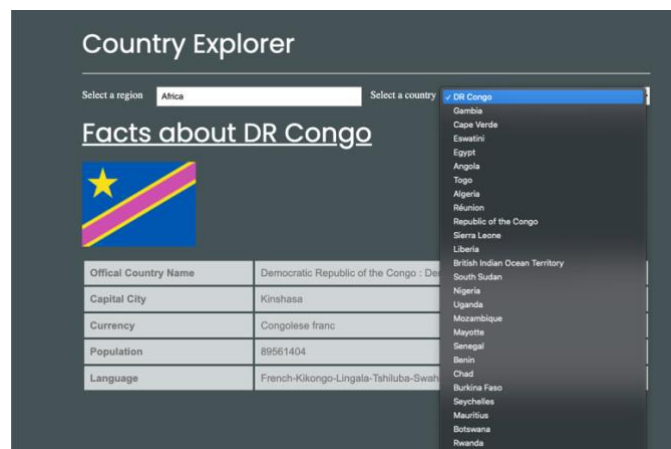 Country Explorer
Select a region Africa Select a country ✓ DR Congo
Gambia
Cape Verde
Eswatini
Egypt
Angola
Togo
Algeria
Réunion
Republic of the Congo
Sierra Leone
Liberia
British Indian Ocean Territory
South Sudan
Nigeria
Uganda
Mozambique
Mayotte
Senegal
Benin
Chad
Burkina Faso
Seychelles
Mauritius
Botswana
Rwanda
Facts about DR Congo
Offical Country Name Democratic Republic of the Congo : De
Capital City Kinshasa
Currency Congolese franc
Population 89561404
Language French-Kikongo-Lingala-Tshiluba-Swah